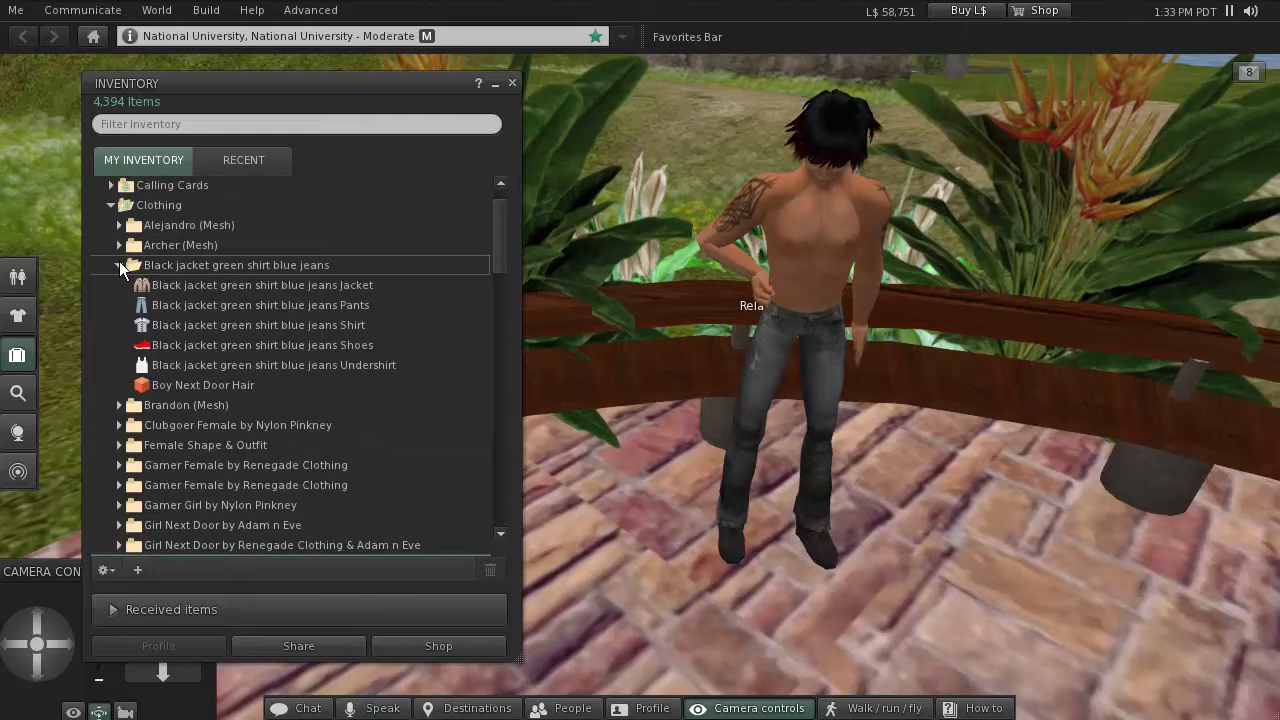 Me Communicate World Build Help Advanced L$ 58,751 Buy L$ Shop 1:33 PM PDT
National University, National University - Moderate M Favorites Bar
8
INVENTORY ?
4,394 Items
Filter Inventory
MY INVENTORY RECENT
Calling Cards
Clothing
Alejandro (Mesh)
Archer (Mesh)
Black jacket green shirt blue jeans
Black jacket green shirt blue jeans Jacket
Black jacket green shirt blue jeans Pants
Rela
Black jacket green shirt blue jeans Shirt
Black jacket green shirt blue jeans Shoes
Black jacket green shirt blue jeans Undershirt
Boy Next Door Hair
Brandon (Mesh)
Clubgoer Female by Nylon Pinkney
Female Shape & Outfit
Gamer Female by Renegade Clothing
Gamer Female by Renegade Clothing
Gamer Girl by Nylon Pinkney
Girl Next Door by Adam n Eve
Girl Next Door by Renegade Clothing & Adam n Eve
CAMERA CON
Received items
Profile Share Shop
Chat Speak Destinations People Profile Camera controls Walk / run / fly How to